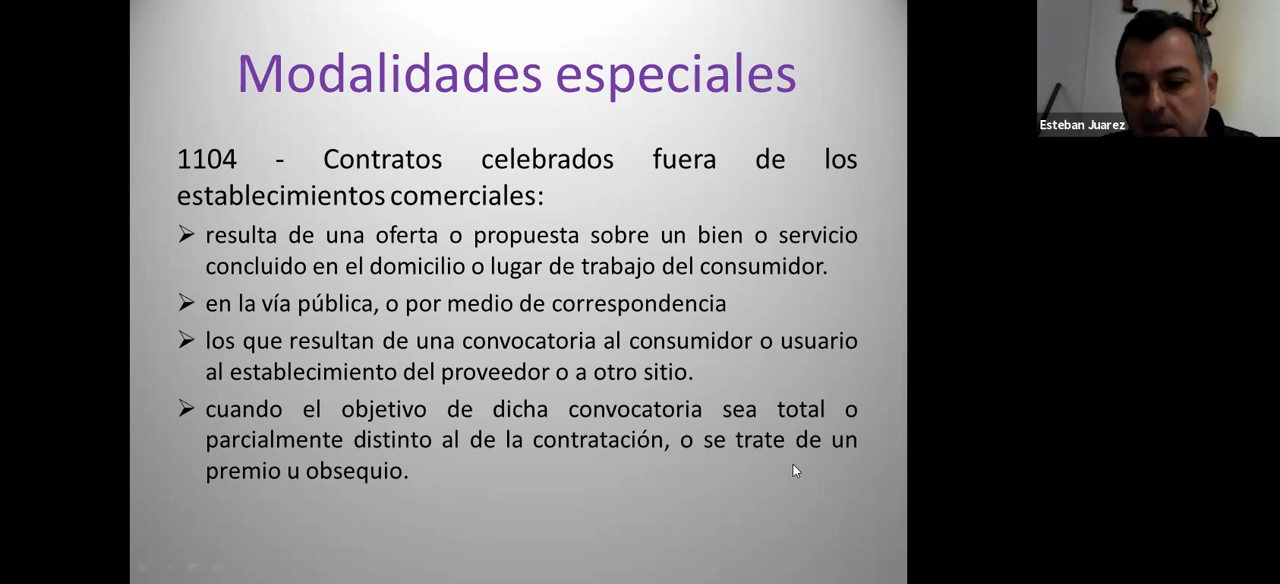 Modalidades especiales
1104 - Contratos celebrados fuera de los
establecimientos comerciales:
resulta de una oferta o propuesta sobre un bien o servicio
concluido en el domicilio o lugar de trabajo del consumidor.
en la vía pública, o por medio de correspondencia
los que resultan de una convocatoria al consumidor o usuario
al establecimiento del proveedor o a otro sitio.
cuando el objetivo de dicha convocatoria sea total o
parcialmente distinto al de la contratación, o se trate de un
premio u obsequio.
Esteban Juarez